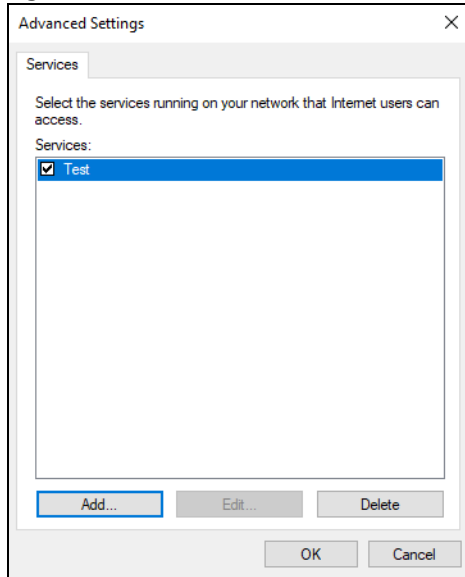 Advanced Settings
Services
Select the services running on your network that Internet users can
access.
Services:
Test
Add...
Edit...
Delete
OK
Cancel